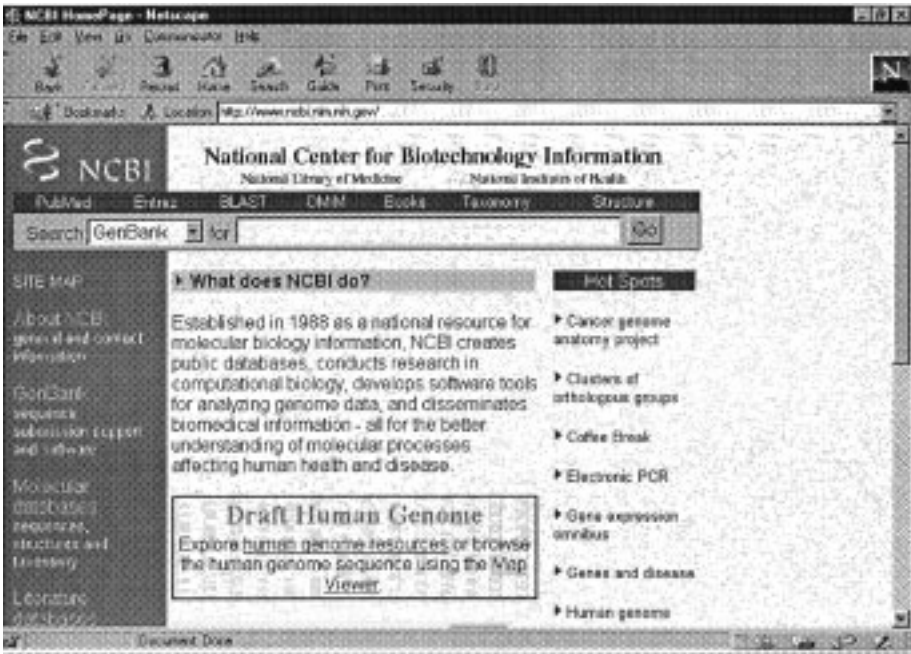 NCBI HomePage - Netscape
File Edit View Go Communicator Help
Back Reload Home Search Guide Print Security Stop
Bookmarks Location http://www.ncbi.nlm.nih.gov/
NCBI
National Center for Biotechnology Information
National Library of Medicine National Institutes of Health
PubMed Entrez BLAST OMIM Books Taxonomy Structure
Search GenBank for Go
SITE MAP
About NCBI
general and contact
information
GenBank
sequence
submission support
and software
Molecular
databases
sequences,
structures and
taxonomy
Literature
databases
What does NCBI do?
Established in 1988 as a national resource for
molecular biology information, NCBI creates
public databases, conducts research in
computational biology, develops software tools
for analyzing genome data, and disseminates
biomedical information - all for the better
understanding of molecular processes
affecting human health and disease.
Draft Human Genome
Explore human genome resources or browse
the human genome sequence using the Map
Viewer.
Hot Spots
Cancer genome
anatomy project
Clusters of
orthologous groups
Coffee Break
Electronic PCR
Gene expression
omnibus
Genes and disease
Human genome
Document: Done